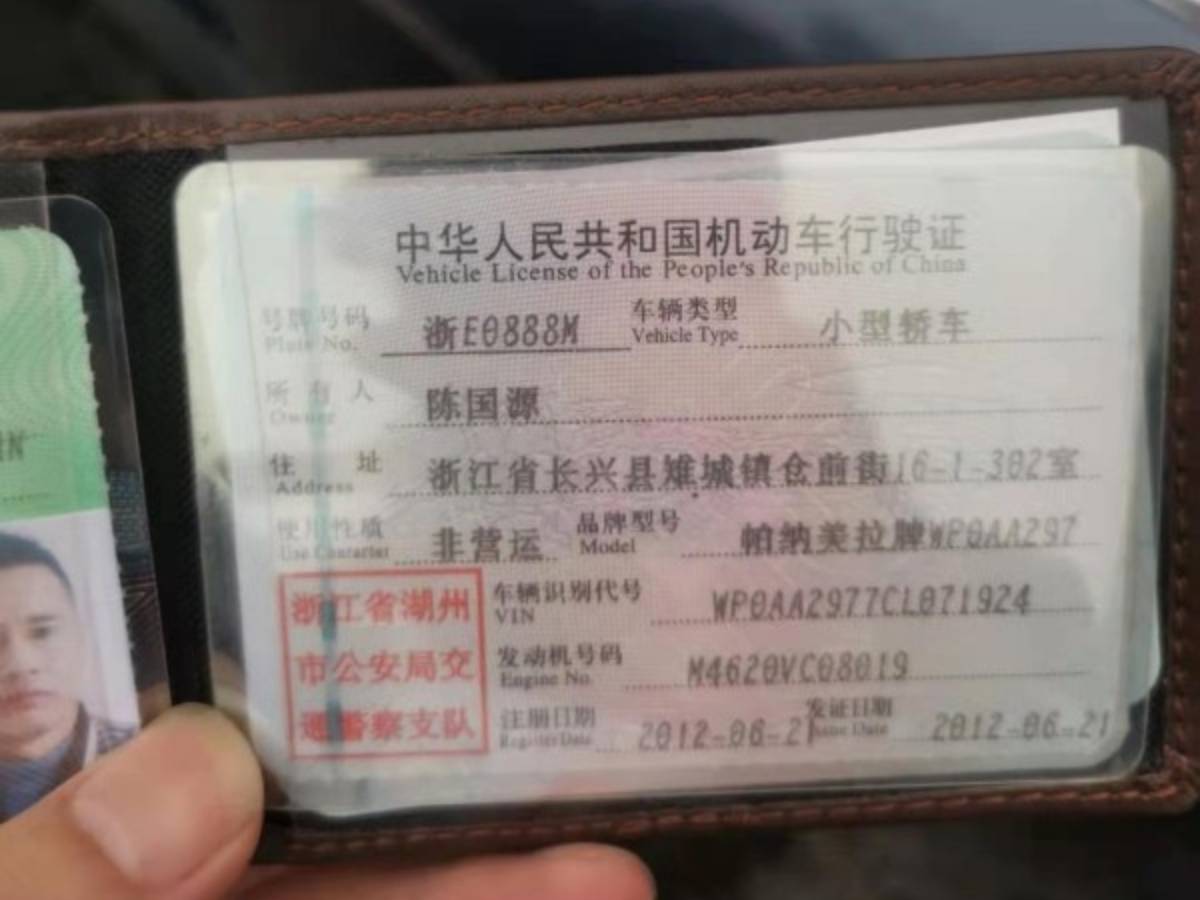 中华人民共和国机动车行驶证
Vehicle License of the People's Republic of China
号牌号码 浙E0888M 车辆类型 小型轿车
Plate No. Vehicle Type
所有人 陈国源
Owner
住址 浙江省长兴县雉城镇仓前街16-1-302室
Address
使用性质 非营运 品牌型号 帕纳美拉牌WP0AA297
Use Character Model
浙江省湖州
市公安局交
通警察支队
车辆识别代号 WP0AA2977CL071924
VIN
发动机号码 M4620VC08019
Engine No.
注册日期 2012-06-21 发证日期 2012-06-21
Register Date Issue Date